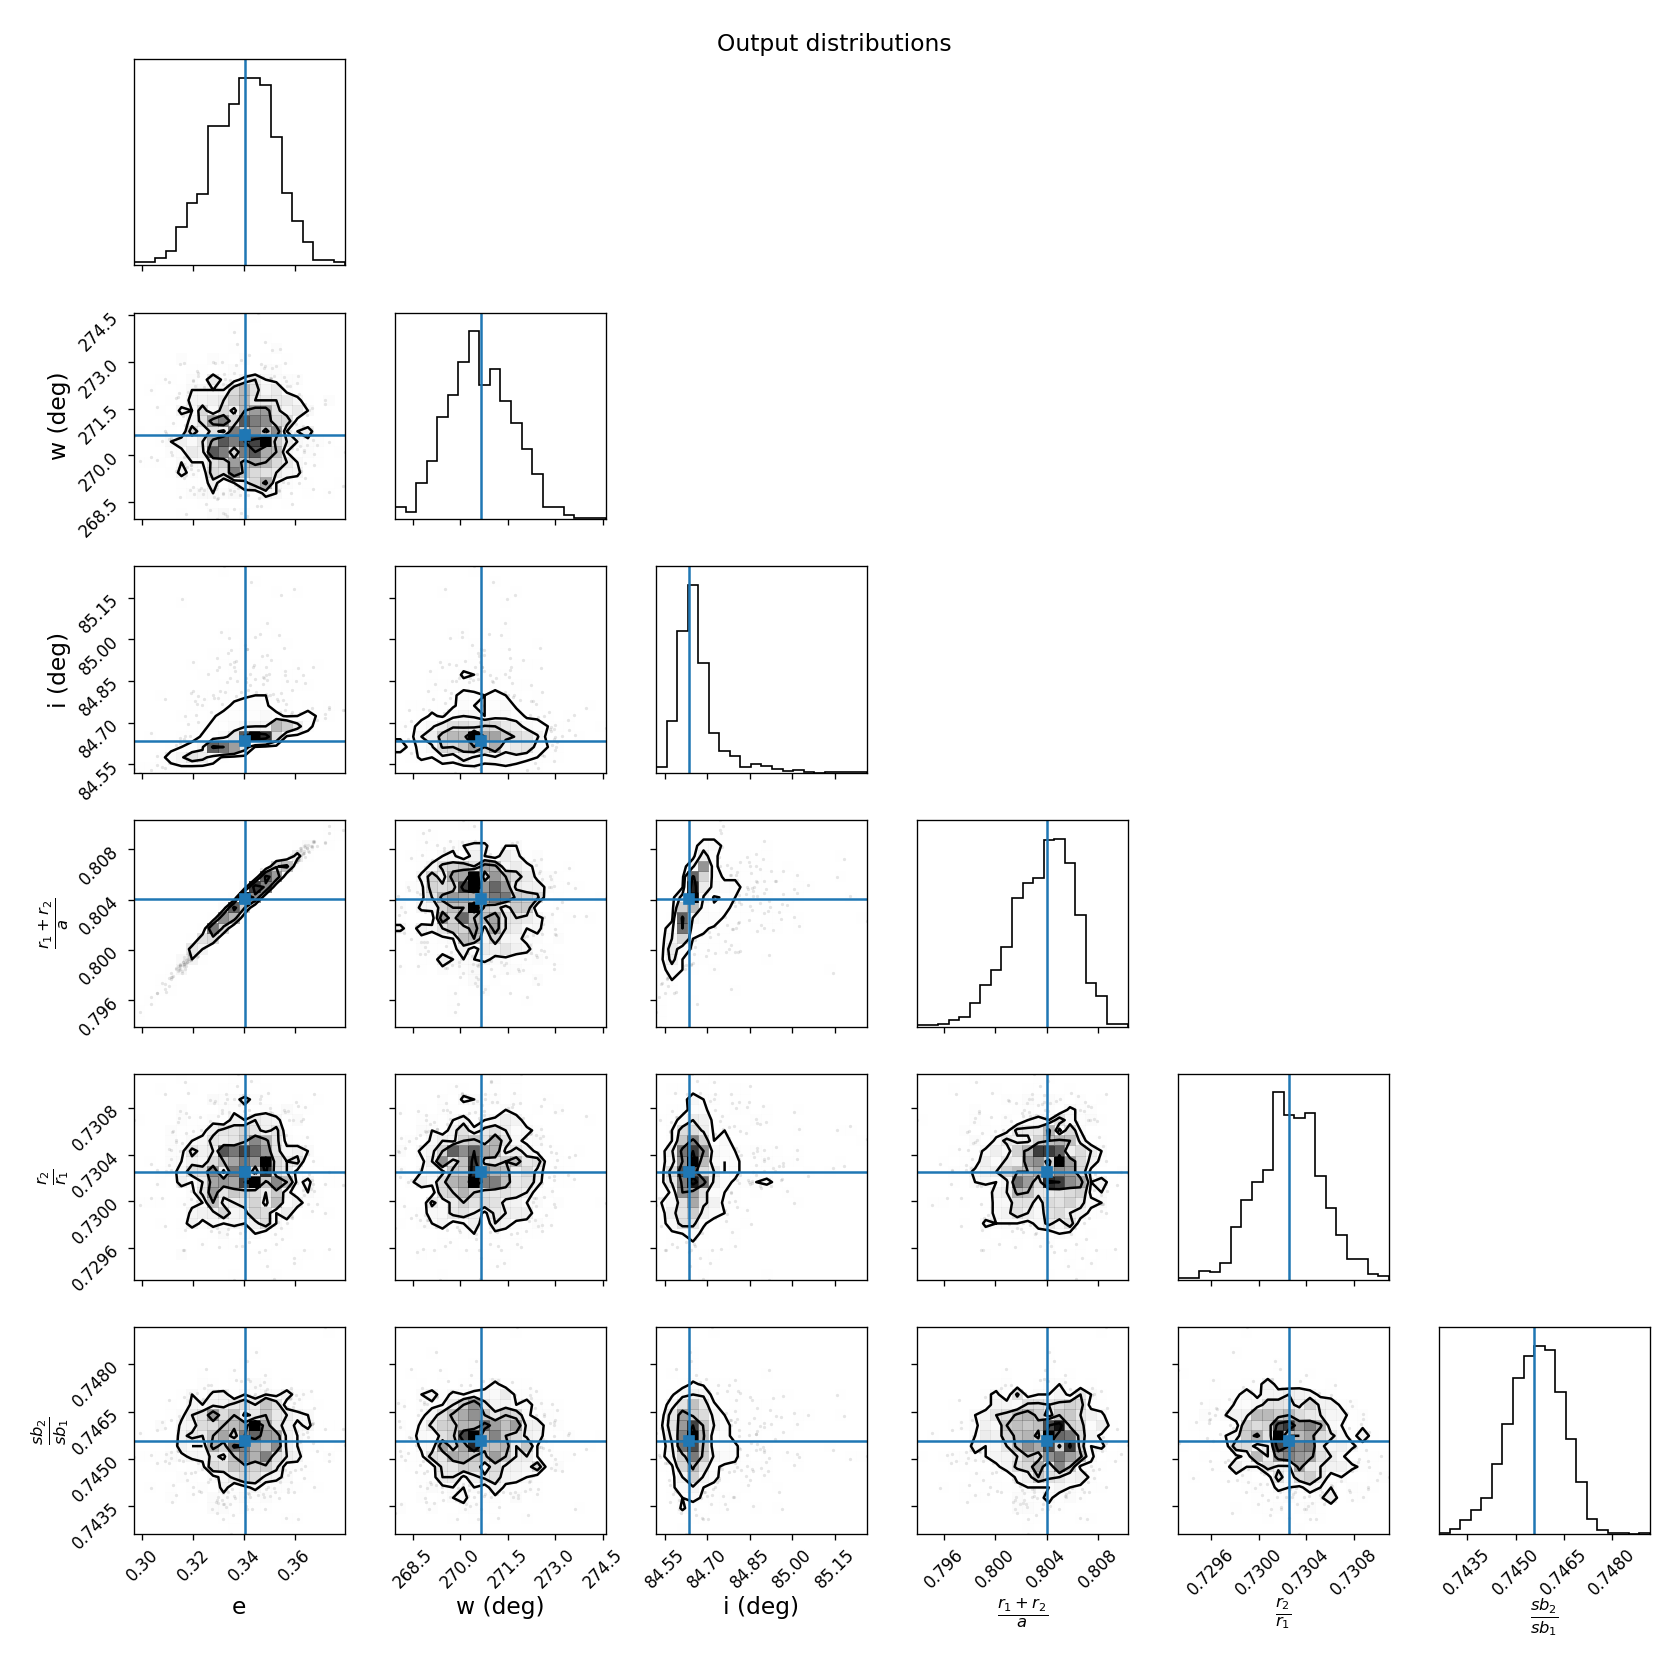 Output distributions
274.5
273.0
271.5
270.0
268.5
w (deg)
85.15
85.00
84.85
84.70
84.55
i (deg)
0.808
0.804
0.800
0.796
r1 + r2
a
0.7308
0.7304
0.7300
0.7296
r2
r1
0.7480
0.7465
0.7450
0.7435
sb2
sb1
0.30 0.32 0.34 0.36 268.5 270.0 271.5 273.0 274.5 84.55 84.70 84.85 85.00 85.15 0.796 0.800 0.804 0.808 0.7296 0.7300 0.7304 0.7308 0.7435 0.7450 0.7465 0.7480
e w (deg) i (deg) r1 + r2 r2 sb2
a r1 sb1